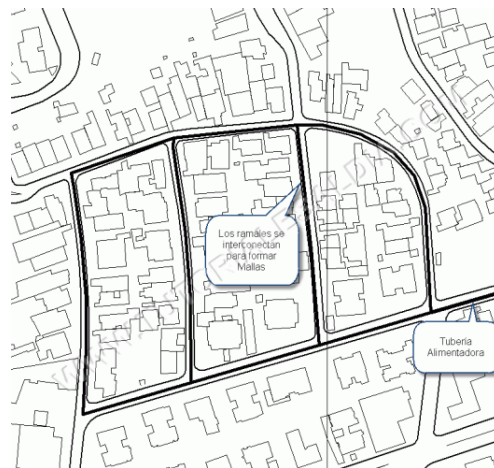 Los ramales se
interconectan
para formar
Mallas
Tubería
Alimentadora